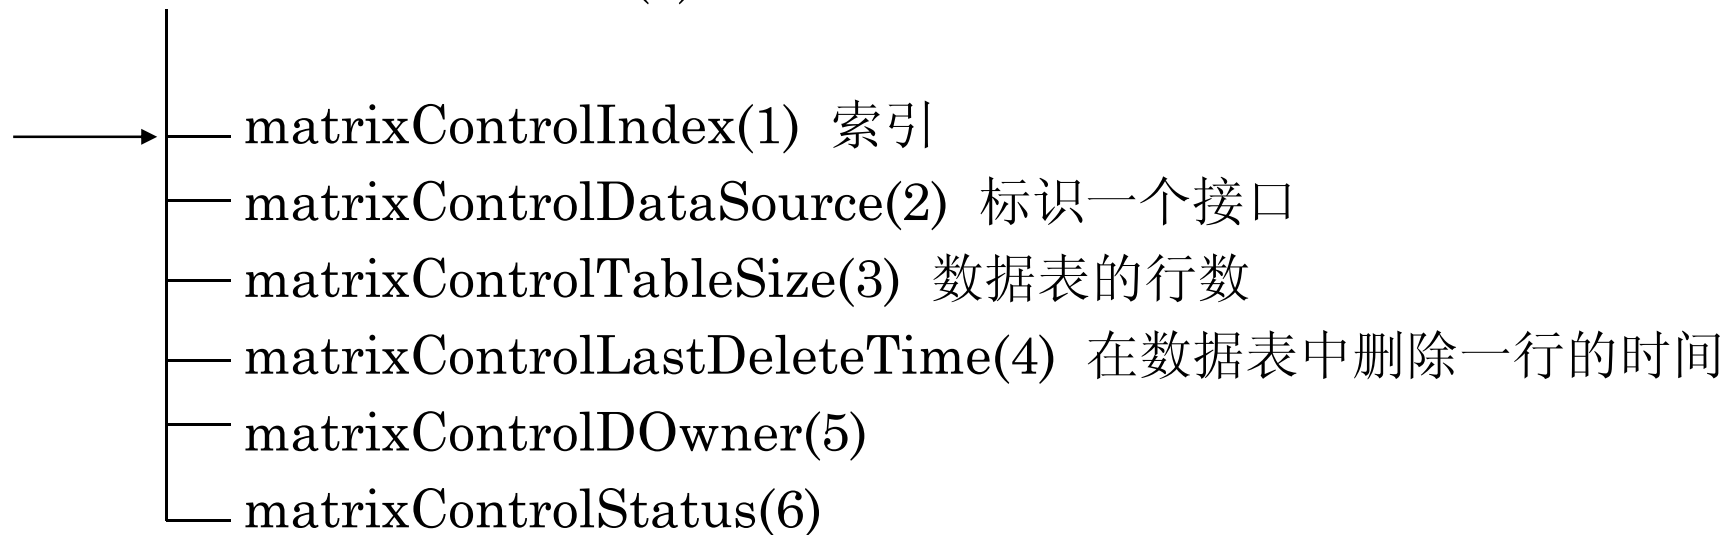 matrixControlIndex(1) 索引
matrixControlDataSource(2) 标识一个接口
matrixControlTableSize(3) 数据表的行数
matrixControlLastDeleteTime(4) 在数据表中删除一行的时间
matrixControlDOwner(5)
matrixControlStatus(6)